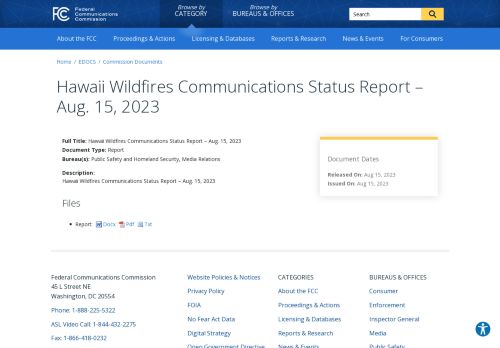 Federal
Communications
Commission
Browse by
CATEGORY
Browse by
BUREAUS & OFFICES
Search
About the FCC
Proceedings & Actions
Licensing & Databases
Reports & Research
News & Events
For Consumers
Home / EDOCS / Commission Documents
Hawaii Wildfires Communications Status Report –
Aug. 15, 2023
Full Title: Hawaii Wildfires Communications Status Report – Aug. 15, 2023
Document Type: Report
Bureau(s): Public Safety and Homeland Security, Media Relations
Description:
Hawaii Wildfires Communications Status Report – Aug. 15, 2023
Document Dates
Released On: Aug 15, 2023
Issued On: Aug 15, 2023
Files
Report: Docx Pdf Txt
Federal Communications Commission
45 L Street NE
Washington, DC 20554
Phone: 1-888-225-5322
ASL Video Call: 1-844-432-2275
Fax: 1-866-418-0232
Website Policies & Notices
Privacy Policy
FOIA
No Fear Act Data
Digital Strategy
Open Government Directive
CATEGORIES
About the FCC
Proceedings & Actions
Licensing & Databases
Reports & Research
News & Events
BUREAUS & OFFICES
Consumer
Enforcement
Inspector General
Media
Public Safety